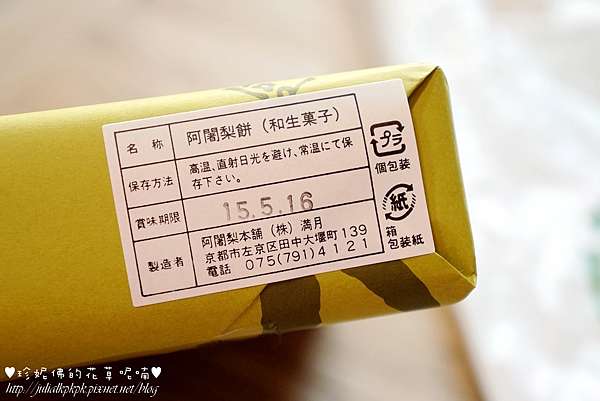 名　称　阿闍梨餅（和生菓子）
保存方法　高温、直射日光を避け、常温にて保
存下さい。
賞味期限　15.5.16
製造者　阿闍梨本舗（株）満月
京都市左京区田中大堰町139
電話　075(791)4121
プラ
個包装
紙
箱
包装紙
♥珍妮佛的花草呢喃♥
http://julialkpkpk.pixnet.net/blog